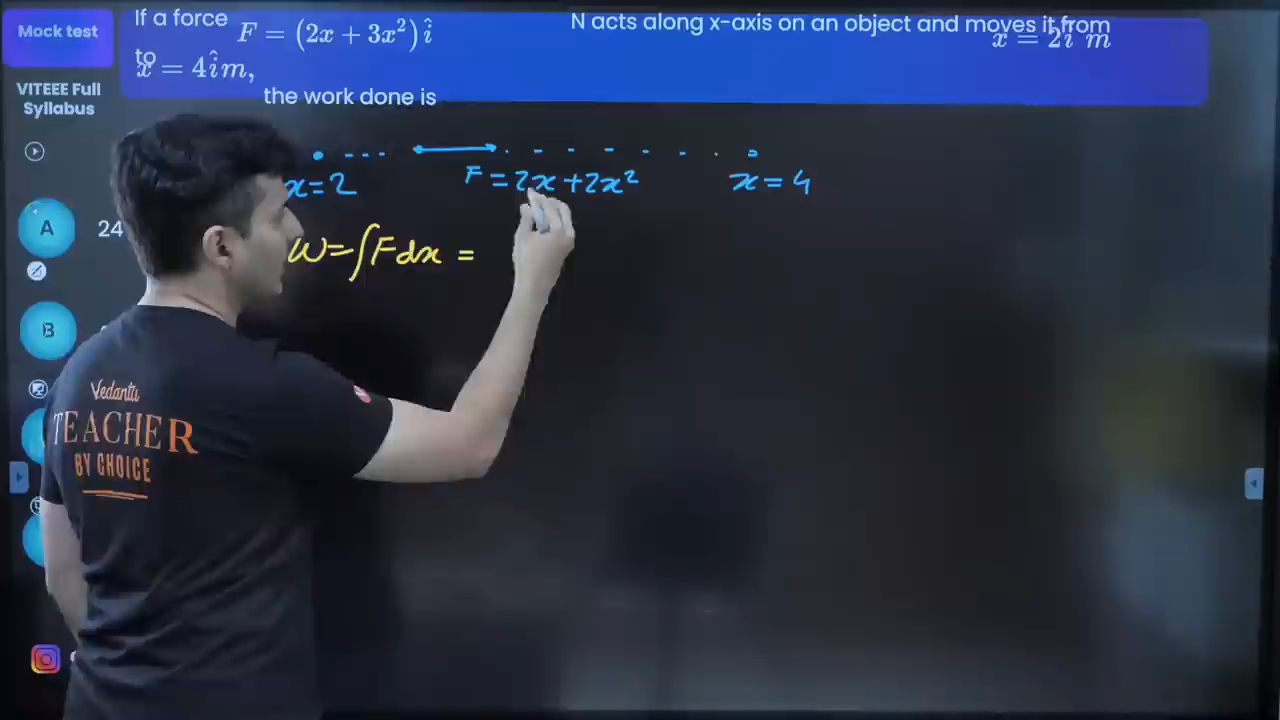 Mock test
VITEEE Full
Syllabus
If a force F = (2x + 3x²) î N acts along x-axis on an object and moves it from x = 2î m
to x = 4î m,
the work done is
x=2
F = 2x+2x²
x=4
W=∫Fdx =
A 24
B
Vedantu
TEACHER
BY CHOICE